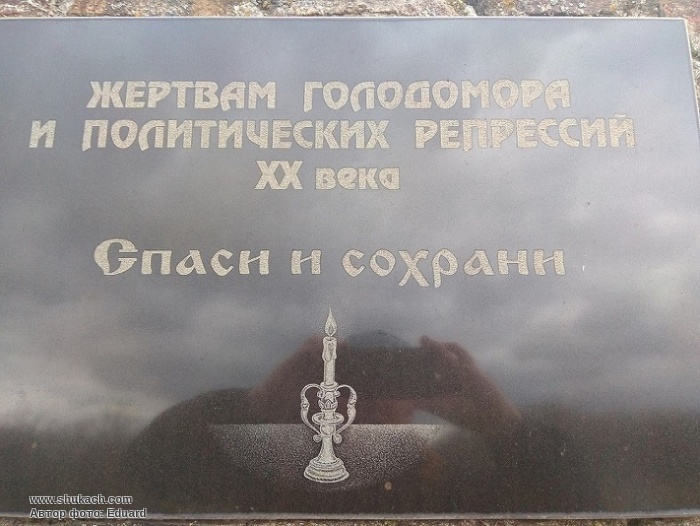 ЖЕРТВАМ ГОЛОДОМОРА
И ПОЛИТИЧЕСКИХ РЕПРЕССИЙ
XX века
Спаси и сохрани
www.shukach.com
Автор фото: Eduard